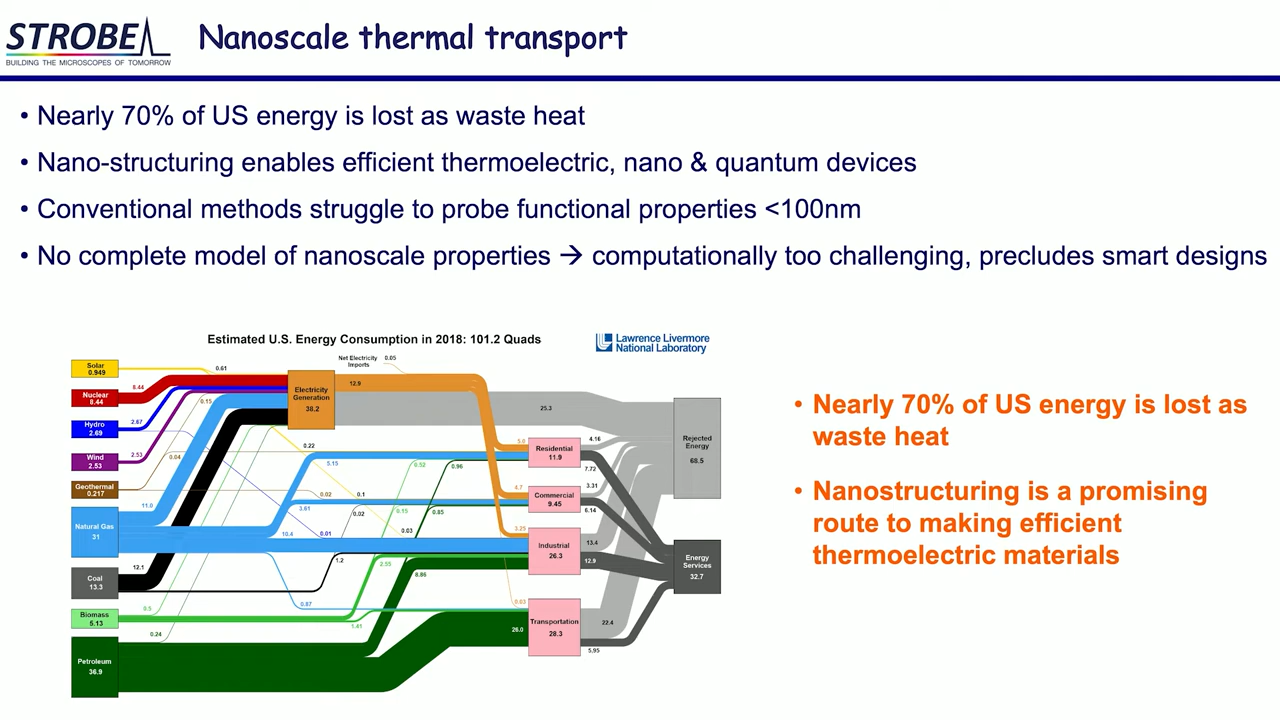 STROBE
BUILDING THE MICROSCOPES OF TOMORROW
Nanoscale thermal transport
• Nearly 70% of US energy is lost as waste heat
• Nano-structuring enables efficient thermoelectric, nano & quantum devices
• Conventional methods struggle to probe functional properties <100nm
• No complete model of nanoscale properties → computationally too challenging, precludes smart designs
Estimated U.S. Energy Consumption in 2018: 101.2 Quads
Lawrence Livermore
National Laboratory
Net Electricity
Imports
0.05
Solar
0.949
0.61
Nuclear
8.44
8.44
Hydro
2.69
2.67
Wind
2.53
2.53
Geothermal
0.217
0.15
0.04
Natural Gas
31
11.0
Coal
13.3
12.1
Biomass
5.13
0.5
Petroleum
36.9
0.24
Electricity
Generation
38.2
12.9
25.3
0.22
5.15
0.52
0.96
0.02
0.1
3.61
0.02
0.15
0.85
10.4
0.01
0.03
1.2
2.55
8.86
0.87
1.41
26.0
5.0
Residential
11.9
4.16
7.72
4.7
Commercial
9.45
3.31
6.14
3.25
Industrial
26.3
13.4
12.9
0.03
Transportation
28.3
22.4
5.95
Rejected
Energy
68.5
Energy
Services
32.7
• Nearly 70% of US energy is lost as
waste heat
• Nanostructuring is a promising
route to making efficient
thermoelectric materials